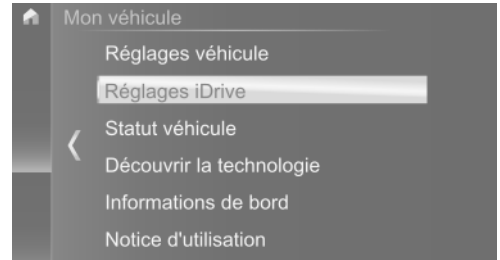 Mon véhicule
Réglages véhicule
Réglages iDrive
Statut véhicule
Découvrir la technologie
Informations de bord
Notice d'utilisation